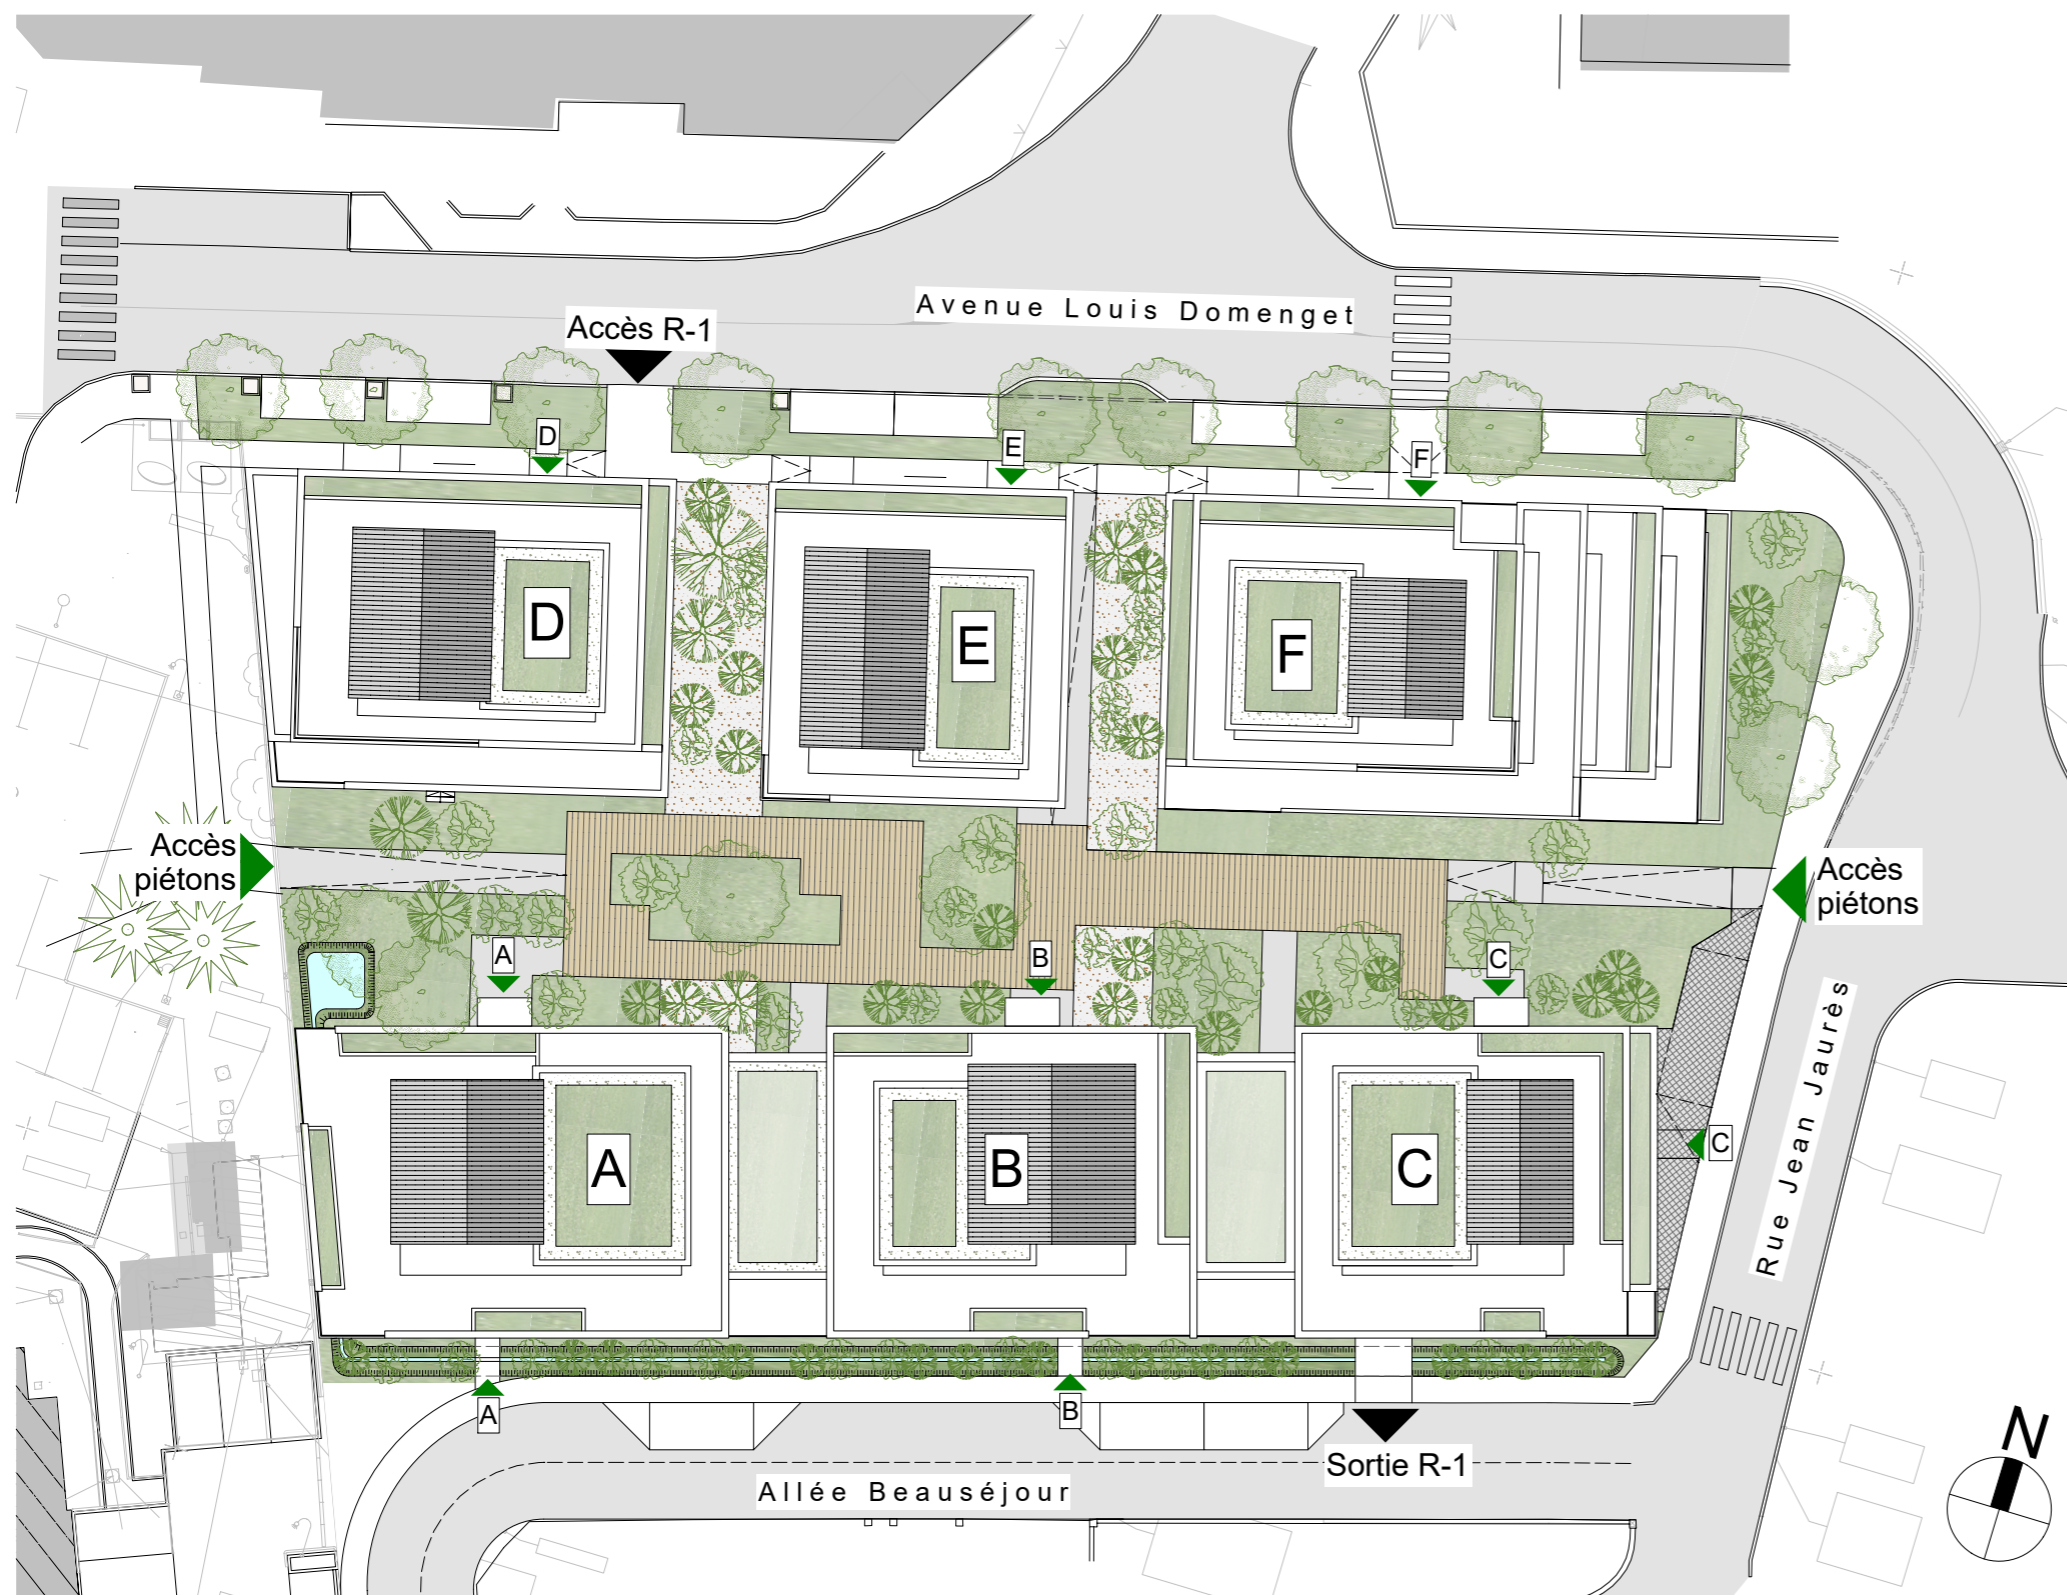 Avenue Louis Domenget
Accès R-1
D
E
F
D
E
F
Accès
piétons
Accès
piétons
A
B
C
A
B
C
C
Rue Jean Jaurès
A
B
Sortie R-1
Allée Beauséjour
N